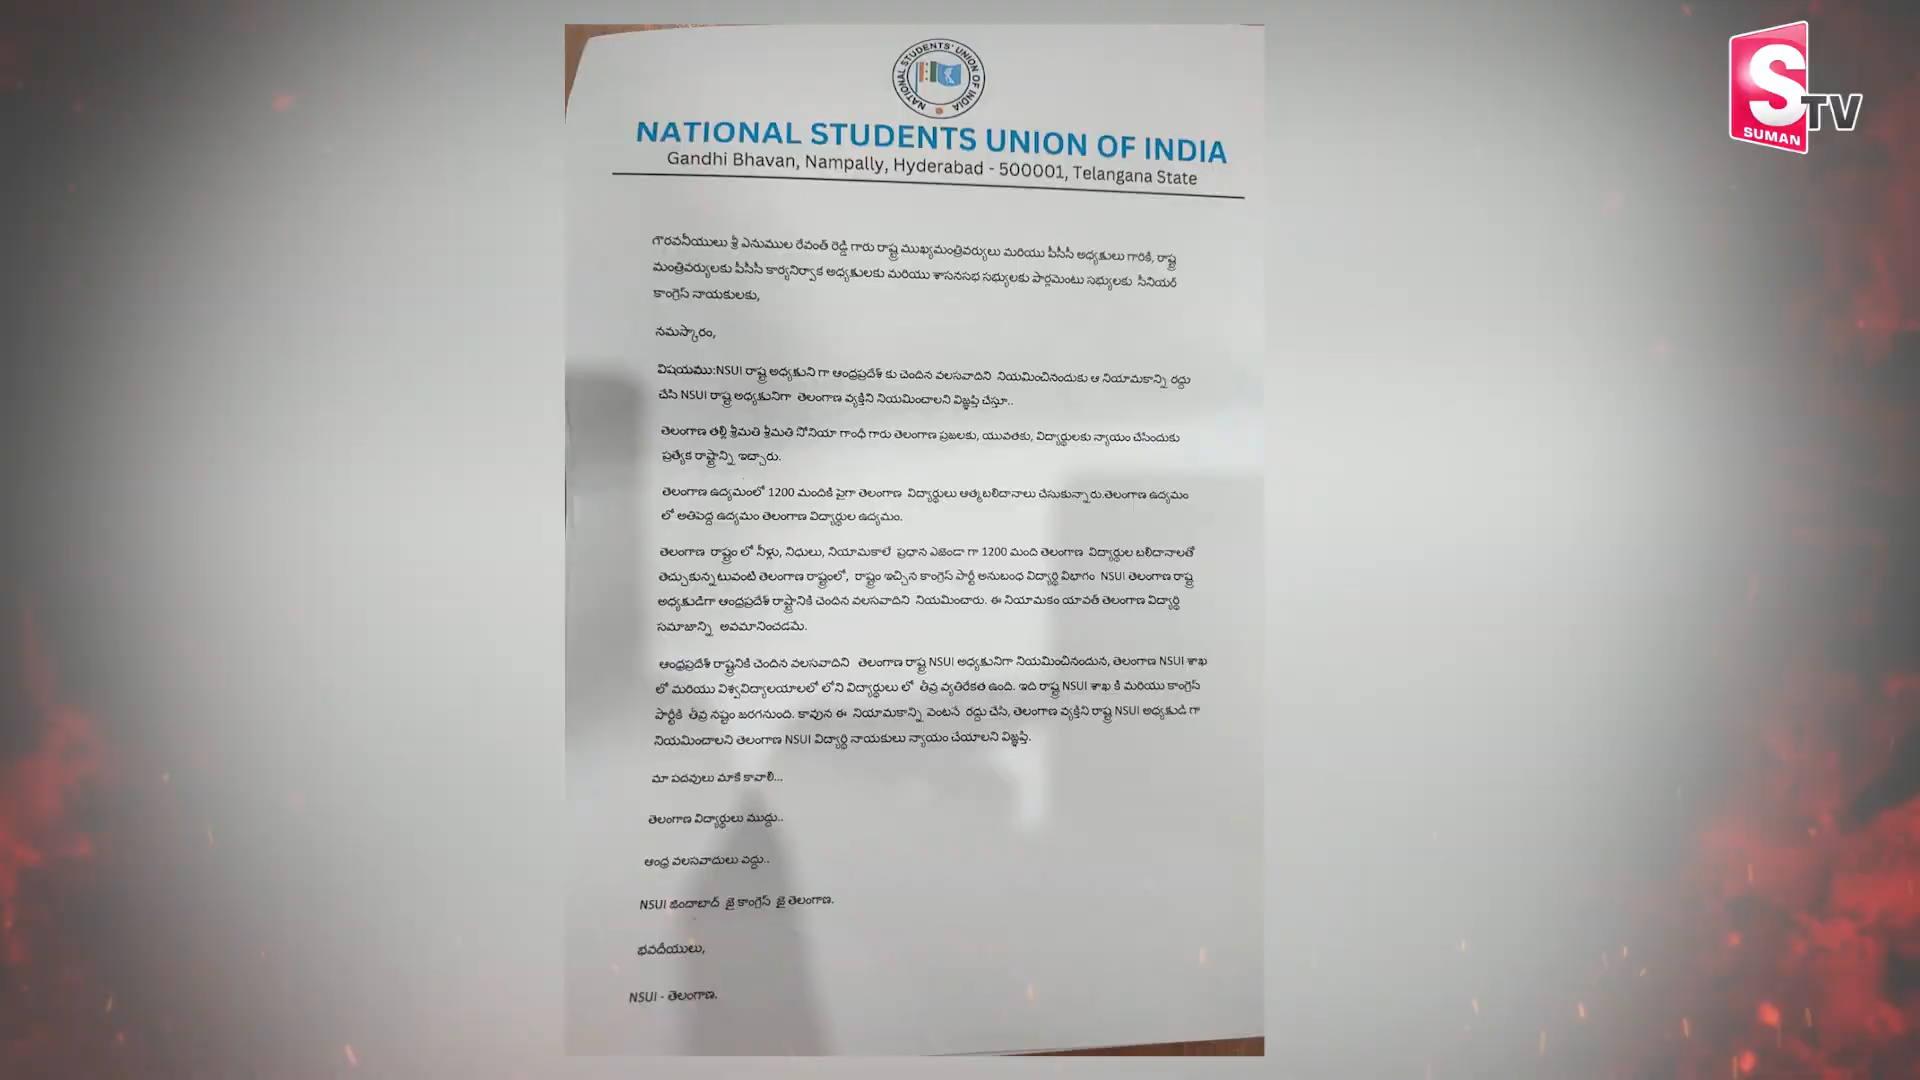 NATIONAL STUDENTS' UNION OF INDIA
NATIONAL STUDENTS UNION OF INDIA
Gandhi Bhavan, Nampally, Hyderabad - 500001, Telangana State
గౌరవనీయులు శ్రీ ఎనుముల రేవంత్ రెడ్డి గారు రాష్ట్ర ముఖ్యమంత్రివర్యులు మరియు పీసీసీ అధ్యక్షులు గారికి, రాష్ట్ర
మంత్రివర్యులకు పీసీసీ కార్యనిర్వాక అధ్యక్షులకు మరియు శాసనసభ సభ్యులకు పార్లమెంటు సభ్యులకు సీనియర్
కాంగ్రెస్ నాయకులకు,
నమస్కారం,
విషయము:NSUI రాష్ట్ర అధ్యక్షుని గా ఆంధ్రప్రదేశ్ కు చెందిన వలసవాదిని నియమించినందుకు ఆ నియామకాన్ని రద్దు
చేసి NSUI రాష్ట్ర అధ్యక్షునిగా తెలంగాణ వ్యక్తిని నియమించాలని విజ్ఞప్తి చేస్తూ..
తెలంగాణ తల్లి శ్రీమతి శ్రీమతి సోనియా గాంధీ గారు తెలంగాణ ప్రజలకు, యువతకు, విద్యార్థులకు న్యాయం చేసేందుకు
ప్రత్యేక రాష్ట్రాన్ని ఇచ్చారు.
తెలంగాణ ఉద్యమంలో 1200 మందికి పైగా తెలంగాణ విద్యార్థులు ఆత్మబలిదానాలు చేసుకున్నారు.తెలంగాణ ఉద్యమం
లో అతిపెద్ద ఉద్యమం తెలంగాణ విద్యార్థుల ఉద్యమం.
తెలంగాణ రాష్ట్రం లో నీళ్లు, నిధులు, నియామకాలే ప్రధాన ఎజెండా గా 1200 మంది తెలంగాణ విద్యార్థుల బలిదానాలతో
తెచ్చుకున్నటువంటి తెలంగాణ రాష్ట్రంలో, రాష్ట్రం ఇచ్చిన కాంగ్రెస్ పార్టీ అనుబంధ విద్యార్థి విభాగం NSUI తెలంగాణ రాష్ట్ర
అధ్యక్షుడిగా ఆంధ్రప్రదేశ్ రాష్ట్రానికి చెందిన వలసవాదిని నియమించారు. ఈ నియామకం యావత్ తెలంగాణ విద్యార్థి
సమాజాన్ని అవమానించడమే.
ఆంధ్రప్రదేశ్ రాష్ట్రనికి చెందిన వలసవాదిని తెలంగాణ రాష్ట్ర NSUI అధ్యక్షునిగా నియమించినందున, తెలంగాణ NSUI శాఖ
లో మరియు విశ్వవిద్యాలయాలలో లోని విద్యార్థులు లో తీవ్ర వ్యతిరేకత ఉంది. ఇది రాష్ట్ర NSUI శాఖ కి మరియు కాంగ్రెస్
పార్టీకి తీవ్ర నష్టం జరగనుంది. కావున ఈ నియామకాన్ని వెంటనే రద్దు చేసి, తెలంగాణ వ్యక్తిని రాష్ట్ర NSUI అధ్యక్షుడి గా
నియమించాలని తెలంగాణ NSUI విద్యార్థి నాయకులు న్యాయం చేయాలని విజ్ఞప్తి.
మా పదవులు మాకే కావాలి...
తెలంగాణ విద్యార్థులు ముద్దు..
ఆంధ్ర వలసవాదులు వద్దు..
NSUI జిందాబాద్ జై కాంగ్రెస్ జై తెలంగాణ.
భవదీయులు,
NSUI - తెలంగాణ.
S TV
SUMAN